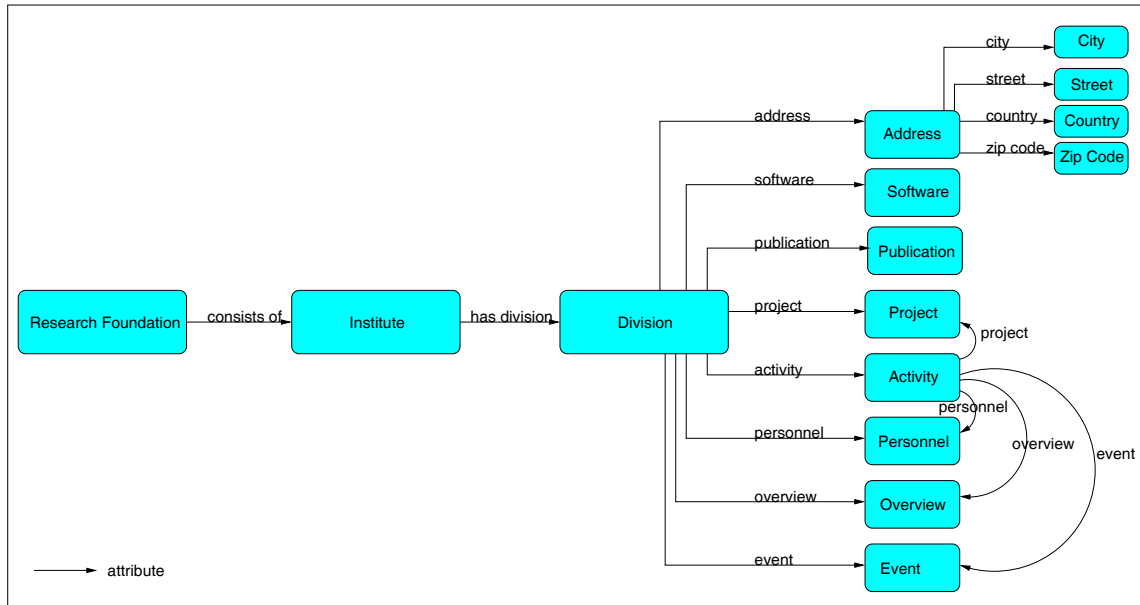 city
City
street
Street
address
Address
country
Country
zip code
Zip Code
software
Software
publication
Publication
Research Foundation
consists of
Institute
has division
Division
project
Project
project
activity
Activity
personnel
personnel
Personnel
overview
event
overview
Overview
event
Event
attribute